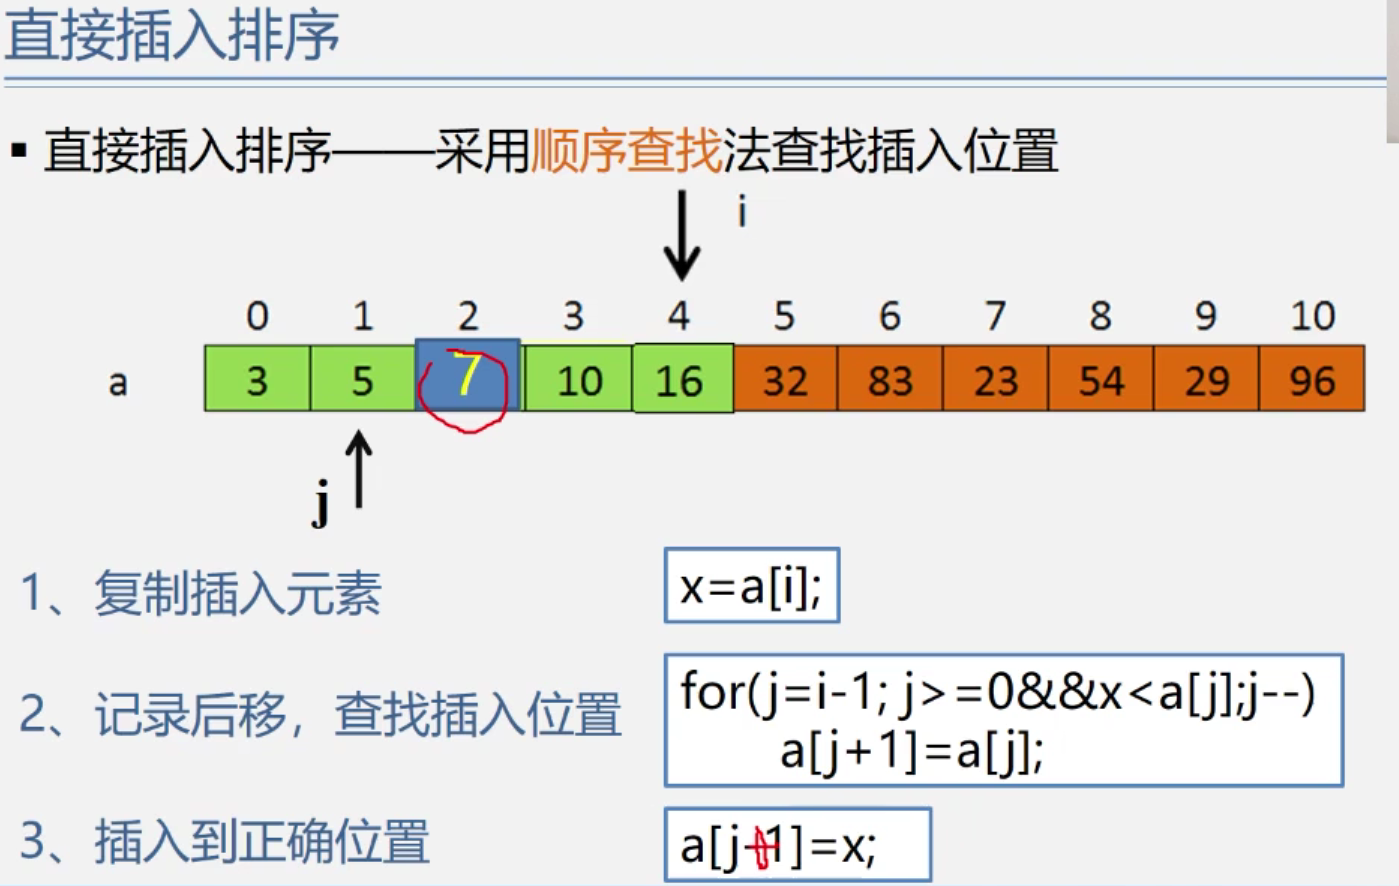 直接插入排序
▪ 直接插入排序——采用顺序查找法查找插入位置
i
0 1 2 3 4 5 6 7 8 9 10
a 3 5 7 10 16 32 83 23 54 29 96
j
1、复制插入元素
x=a[i];
2、记录后移，查找插入位置
for(j=i-1; j>=0&&x<a[j];j--)
a[j+1]=a[j];
3、插入到正确位置
a[j+1]=x;